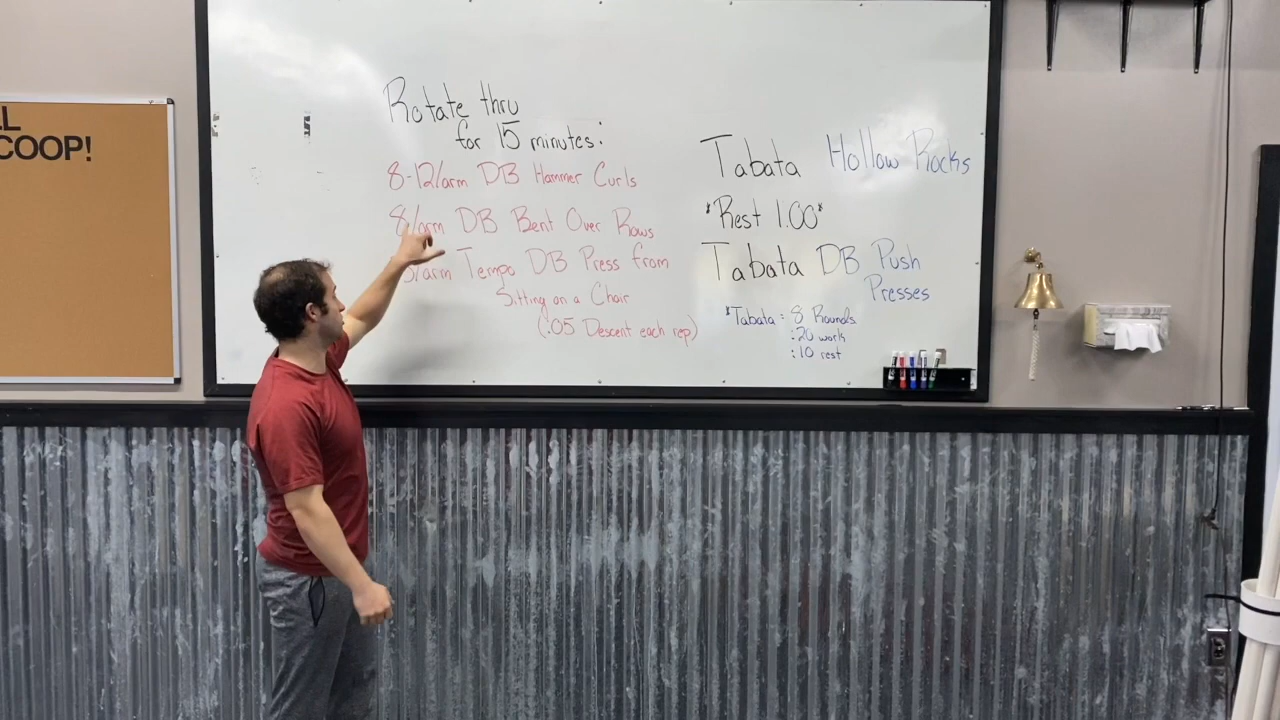 LL
COOP!
Rotate thru
for 15 minutes:
8-12/arm DB Hammer Curls
8/arm DB Bent Over Rows
/arm Tempo DB Press from
Sitting on a Chair
(:05 Descent each rep)
Tabata Hollow Rocks
*Rest 1:00*
Tabata DB Push
Presses
*Tabata = 8 Rounds
:20 work
:10 rest